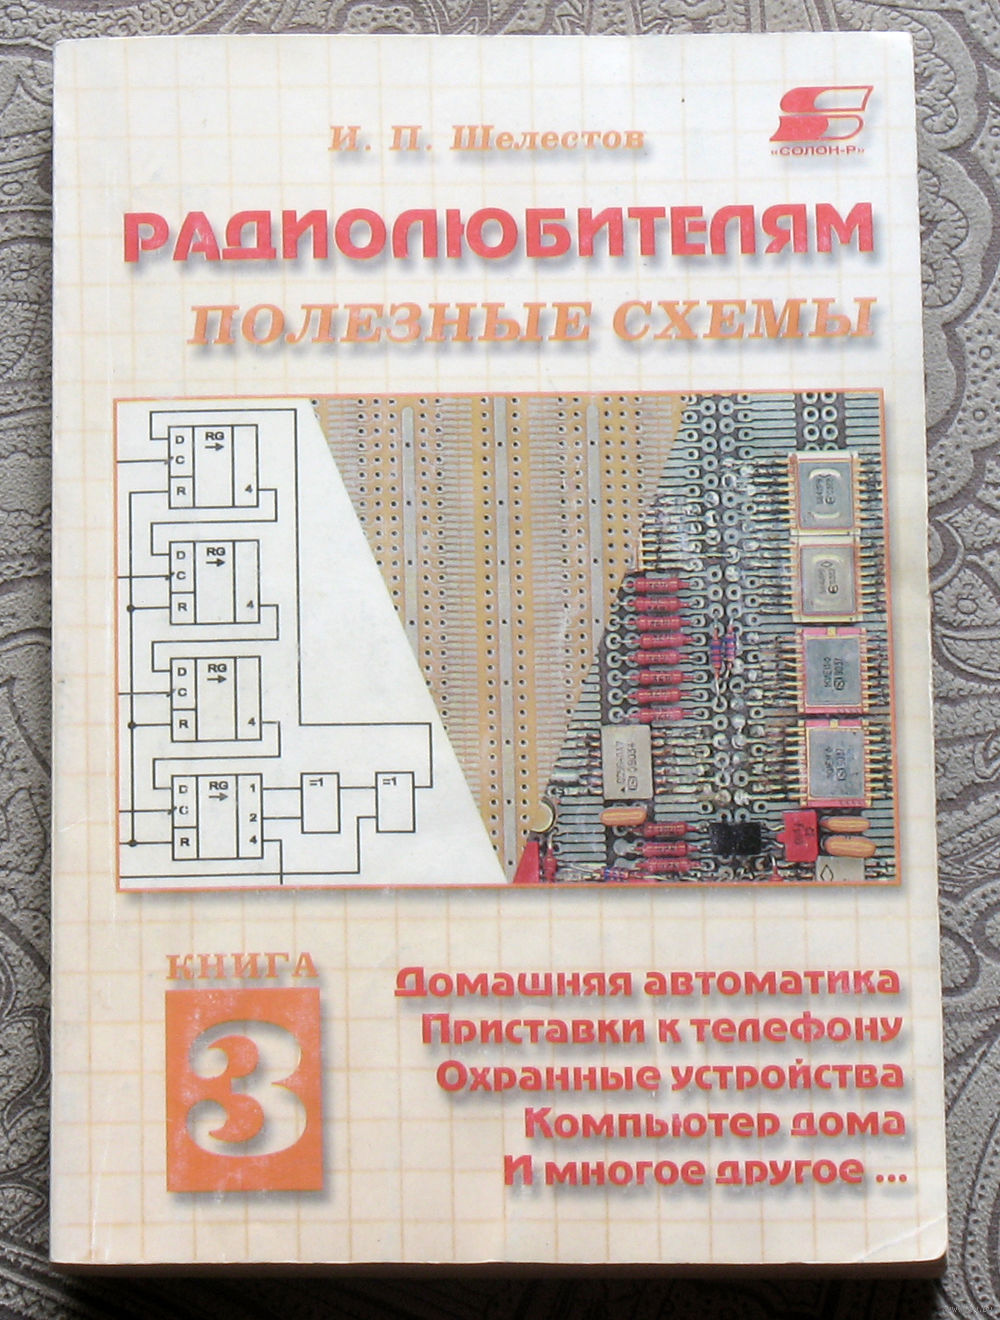 И. П. Шелестов
«СОЛОН-Р»
РАДИОЛЮБИТЕЛЯМ
ПОЛЕЗНЫЕ СХЕМЫ
D RG
C
R 4
D RG
C
R 4
D RG
C
R 4
D RG 1
C 2
R 4
=1 =1
КНИГА
3
Домашняя автоматика
Приставки к телефону
Охранные устройства
Компьютер дома
И многое другое ...